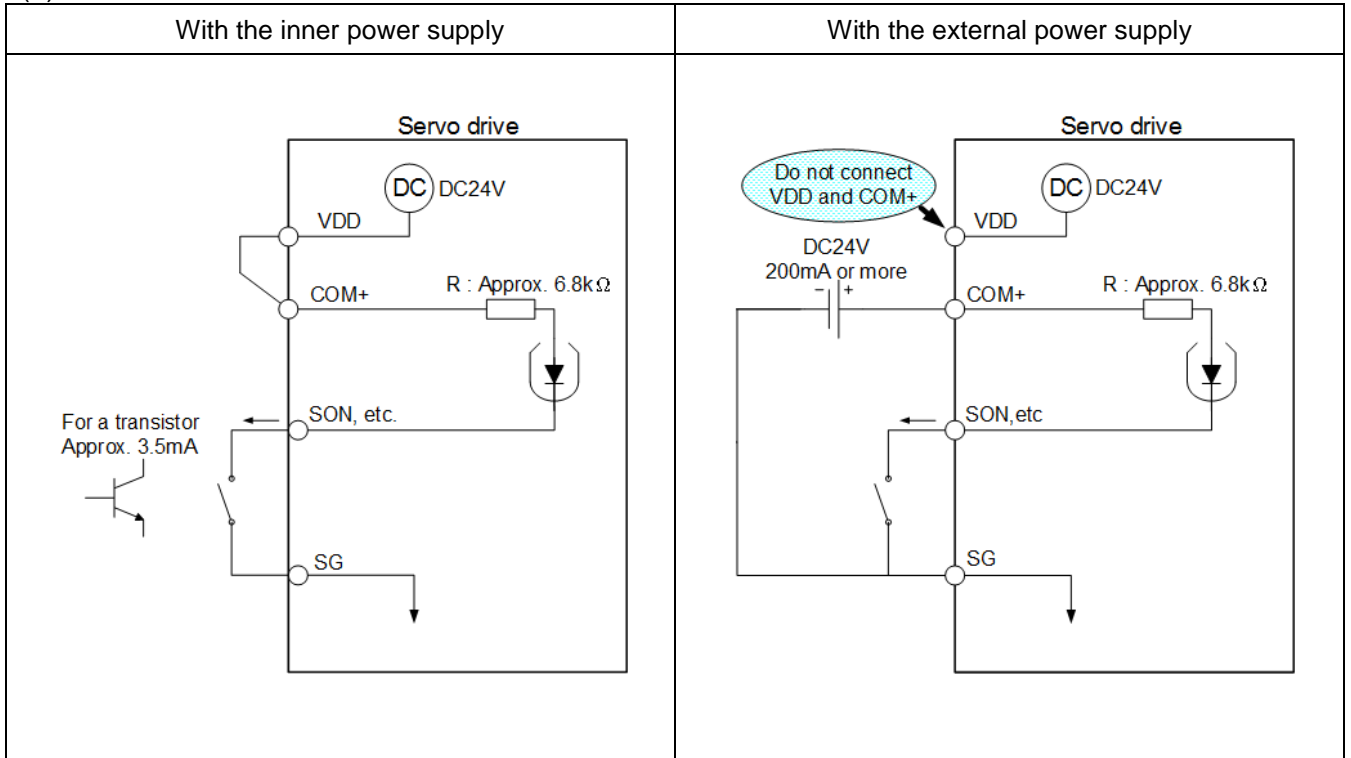 With the inner power supply
With the external power supply
Servo drive
DC DC24V
VDD
COM+
R : Approx. 6.8kΩ
For a transistor
Approx. 3.5mA
SON, etc.
SG
Servo drive
Do not connect
VDD and COM+
DC DC24V
VDD
DC24V
200mA or more
− +
COM+
R : Approx. 6.8kΩ
SON,etc
SG